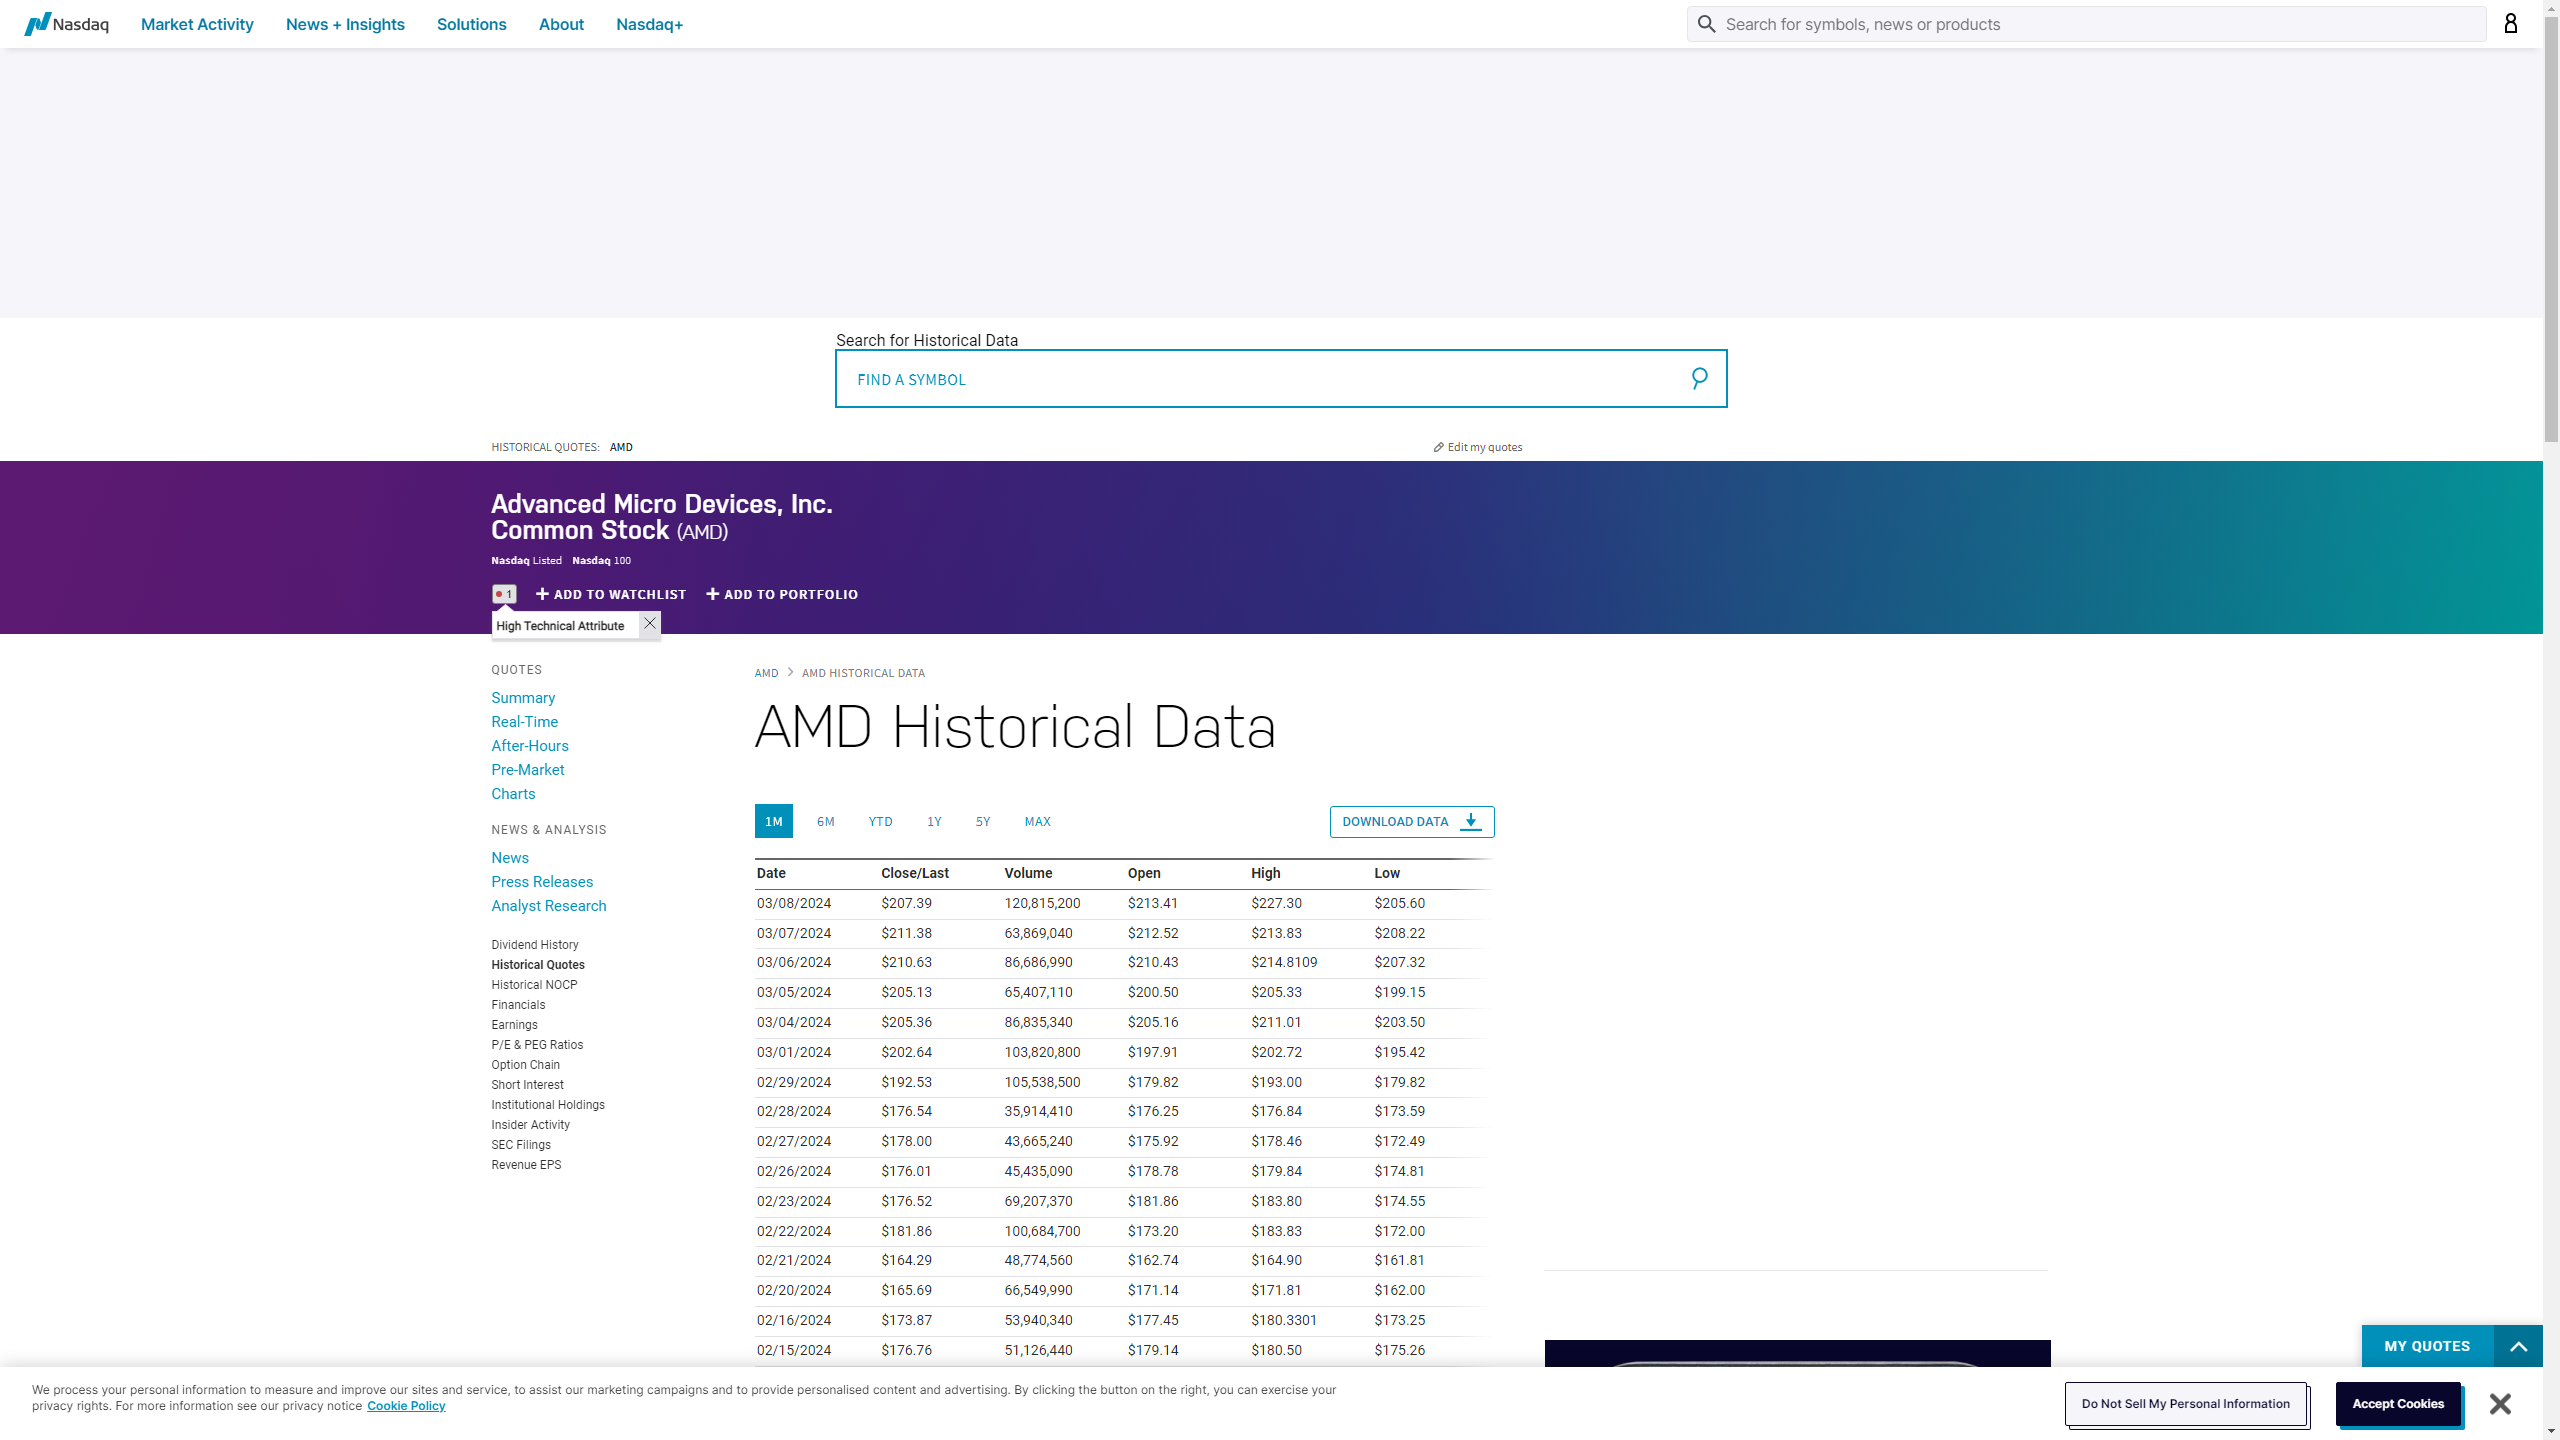 Nasdaq Market Activity News + Insights Solutions About Nasdaq+ Search for symbols, news or products
Search for Historical Data
FIND A SYMBOL
HISTORICAL QUOTES: AMD Edit my quotes
Advanced Micro Devices, Inc.
Common Stock (AMD)
Nasdaq Listed Nasdaq 100
1 ADD TO WATCHLIST ADD TO PORTFOLIO
High Technical Attribute
QUOTES
Summary
Real-Time
After-Hours
Pre-Market
Charts
NEWS & ANALYSIS
News
Press Releases
Analyst Research
Dividend History
Historical Quotes
Historical NOCP
Financials
Earnings
P/E & PEG Ratios
Option Chain
Short Interest
Institutional Holdings
Insider Activity
SEC Filings
Revenue EPS
AMD AMD HISTORICAL DATA
AMD Historical Data
1M 6M YTD 1Y 5Y MAX DOWNLOAD DATA
Date Close/Last Volume Open High Low
03/08/2024 $207.39 120,815,200 $213.41 $227.30 $205.60
03/07/2024 $211.38 63,869,040 $212.52 $213.83 $208.22
03/06/2024 $210.63 86,686,990 $210.43 $214.8109 $207.32
03/05/2024 $205.13 65,407,110 $200.50 $205.33 $199.15
03/04/2024 $205.36 86,835,340 $205.16 $211.01 $203.50
03/01/2024 $202.64 103,820,800 $197.91 $202.72 $195.42
02/29/2024 $192.53 105,538,500 $179.82 $193.00 $179.82
02/28/2024 $176.54 35,914,410 $176.25 $176.84 $173.59
02/27/2024 $178.00 43,665,240 $175.92 $178.46 $172.49
02/26/2024 $176.01 45,435,090 $178.78 $179.84 $174.81
02/23/2024 $176.52 69,207,370 $181.86 $183.80 $174.55
02/22/2024 $181.86 100,684,700 $173.20 $183.83 $172.00
02/21/2024 $164.29 48,774,560 $162.74 $164.90 $161.81
02/20/2024 $165.69 66,549,990 $171.14 $171.81 $162.00
02/16/2024 $173.87 53,940,340 $177.45 $180.3301 $173.25
02/15/2024 $176.76 51,126,440 $179.14 $180.50 $175.26
MY QUOTES
We process your personal information to measure and improve our sites and service, to assist our marketing campaigns and to provide personalised content and advertising. By clicking the button on the right, you can exercise your
privacy rights. For more information see our privacy notice Cookie Policy
Do Not Sell My Personal Information Accept Cookies